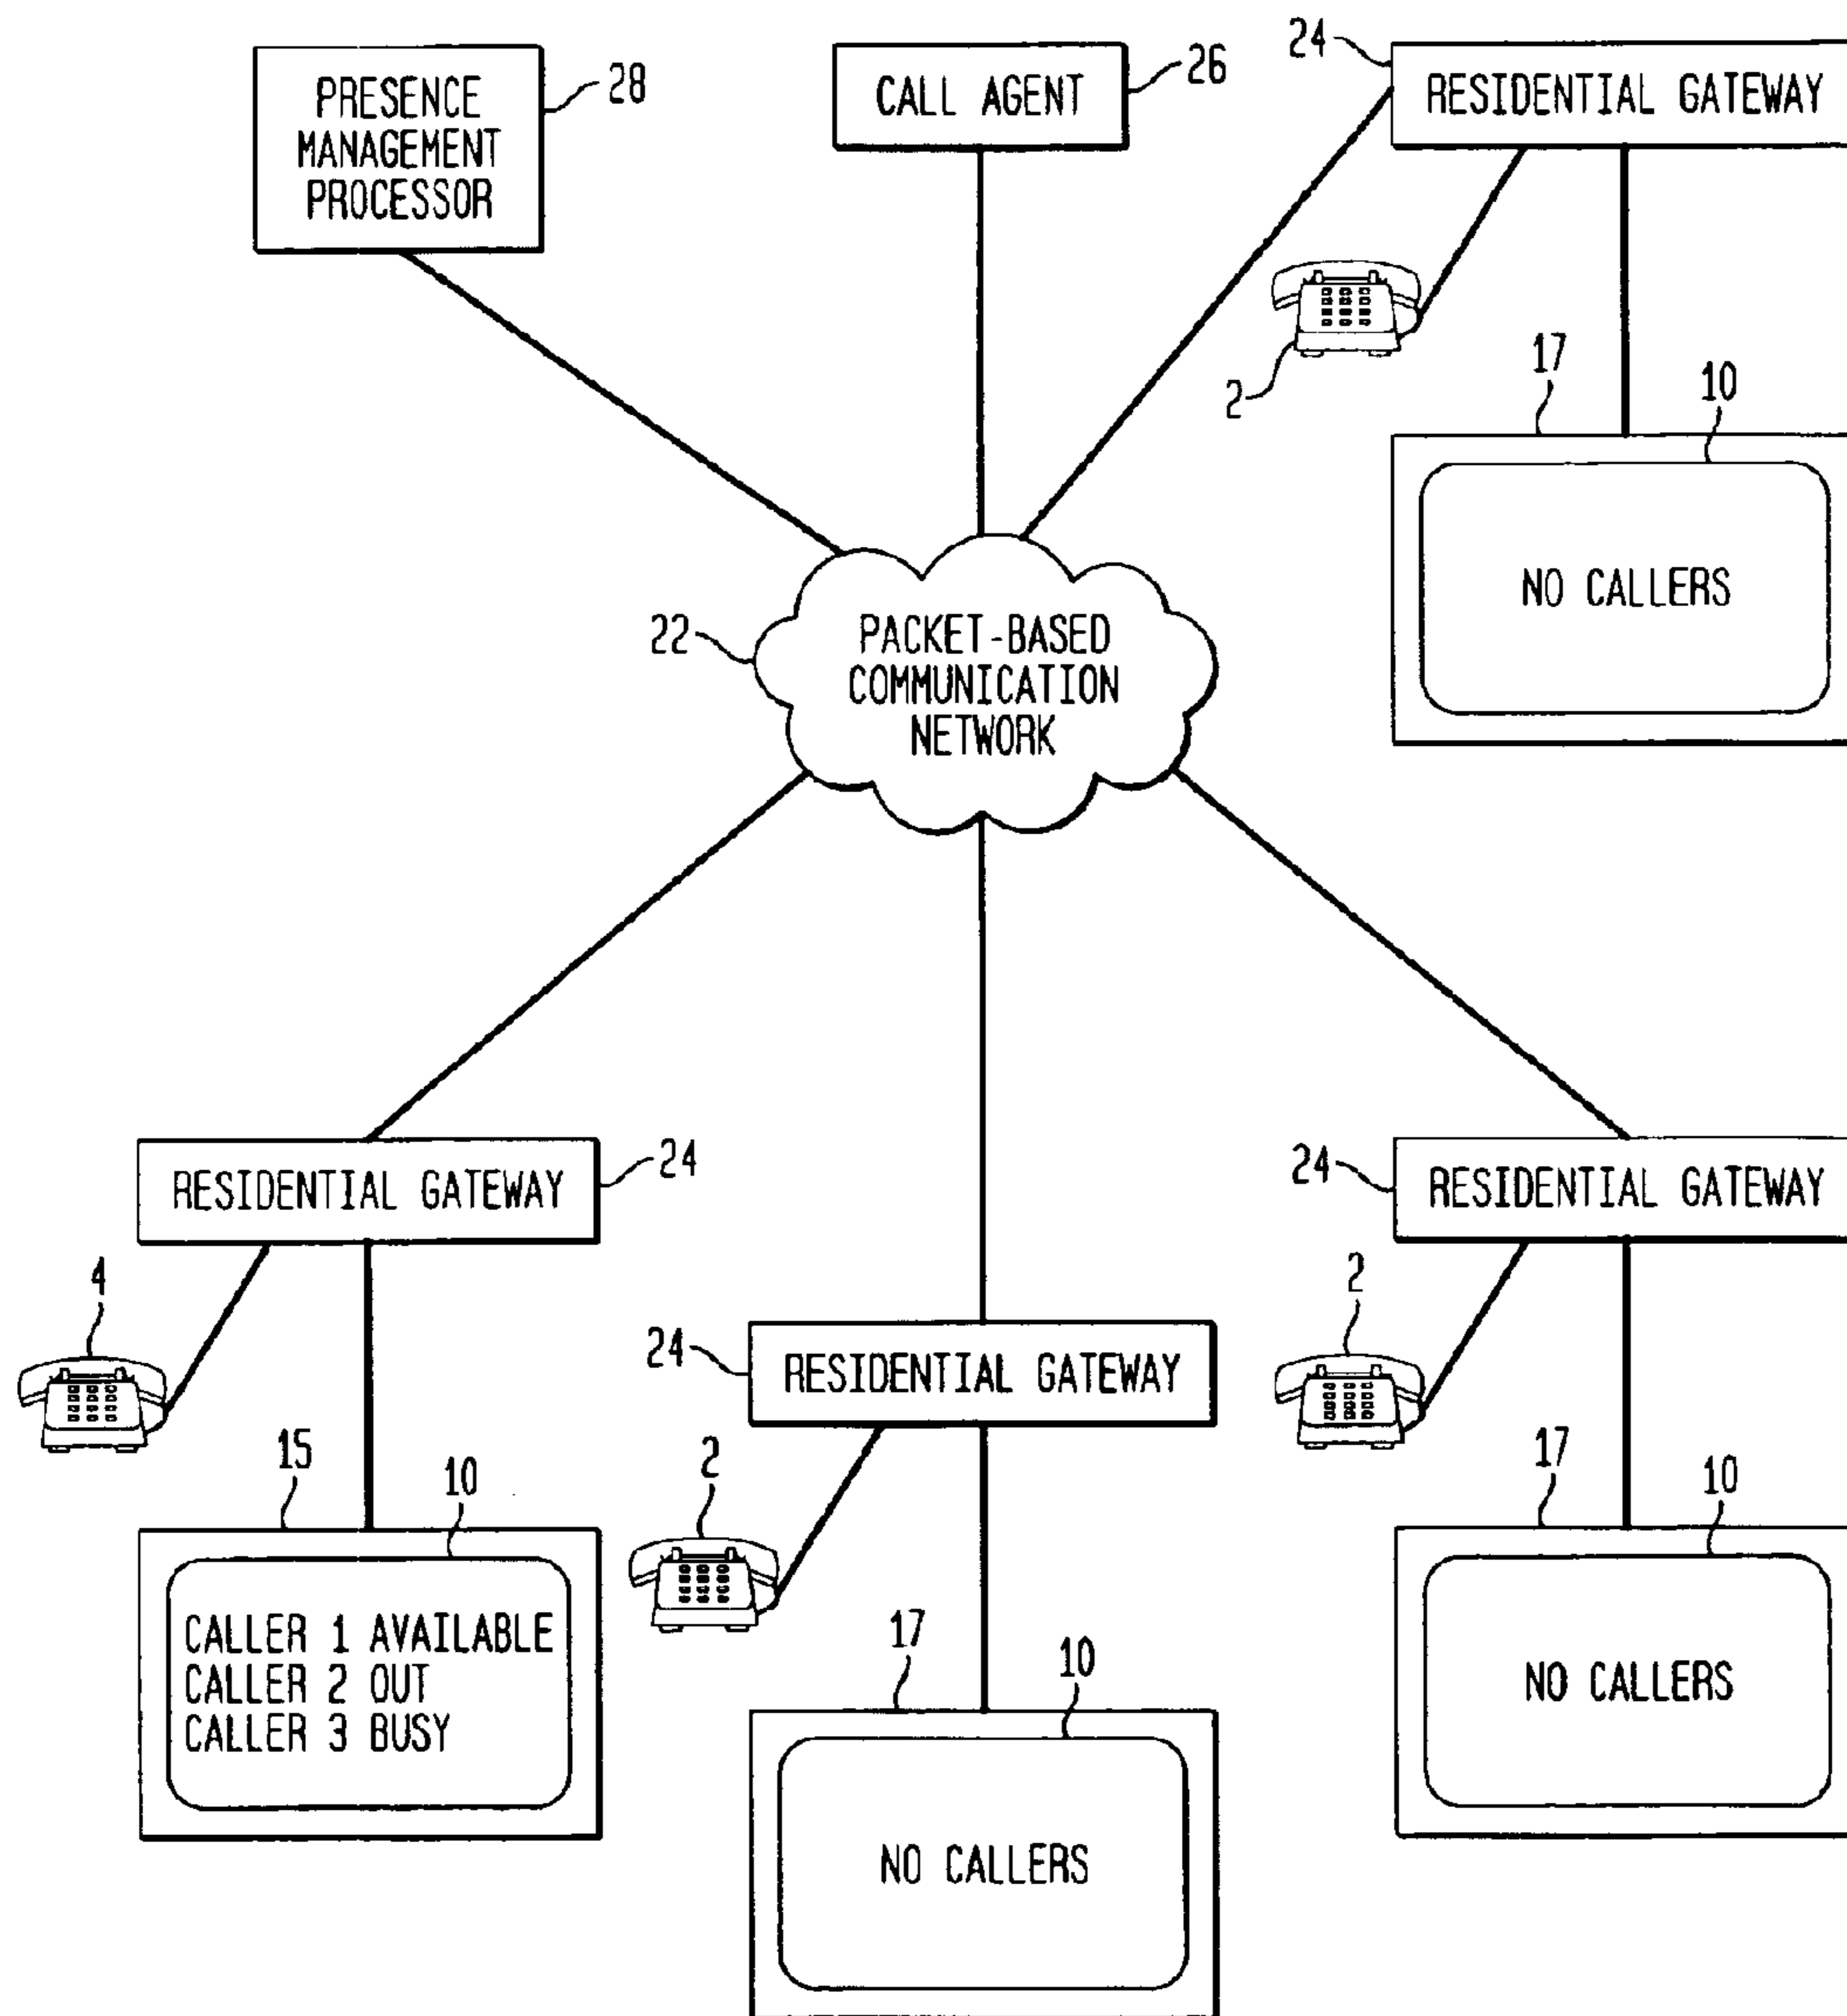 PRESENCE
MANAGEMENT
PROCESSOR
28
CALL AGENT
26
24
RESIDENTIAL GATEWAY
2
17
10
NO CALLERS
22
PACKET-BASED
COMMUNICATION
NETWORK
RESIDENTIAL GATEWAY
24
4
15
10
CALLER 1 AVAILABLE
CALLER 2 OUT
CALLER 3 BUSY
24
RESIDENTIAL GATEWAY
2
17
10
NO CALLERS
24
RESIDENTIAL GATEWAY
2
17
10
NO CALLERS